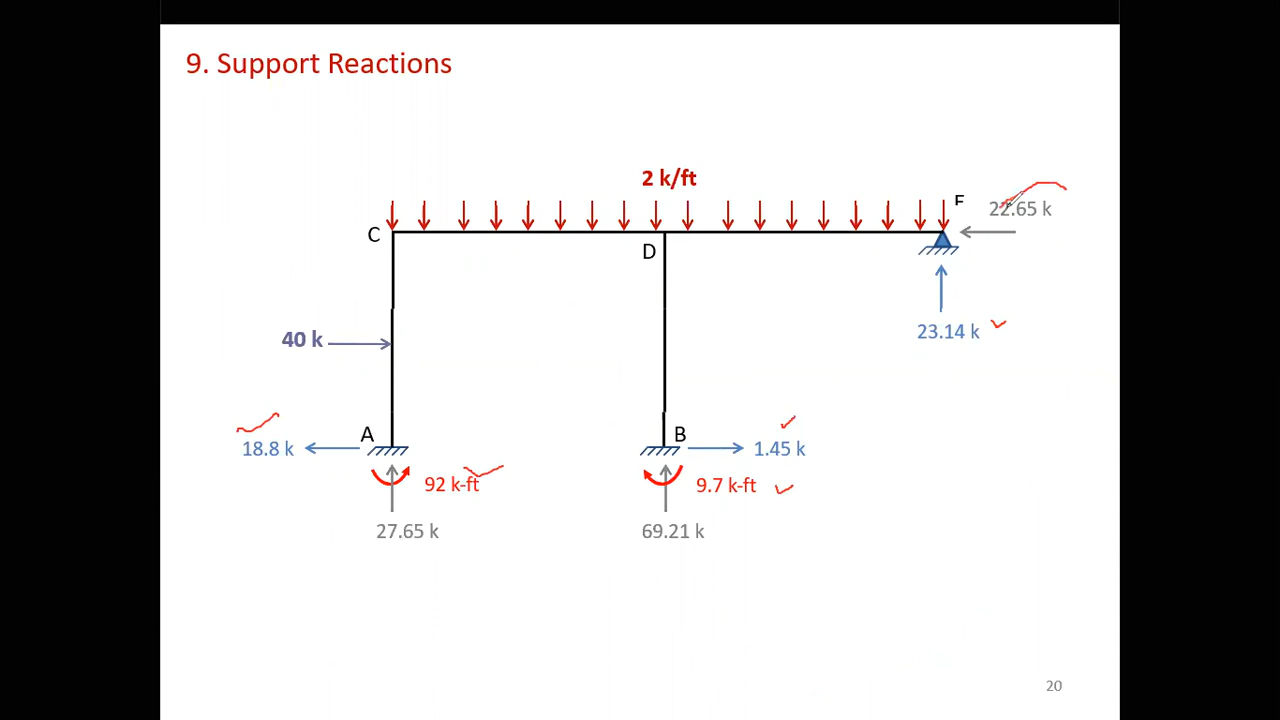 9. Support Reactions
2 k/ft
22.65 k
C
D
23.14 k
40 k
A
B
18.8 k
1.45 k
92 k-ft
9.7 k-ft
27.65 k
69.21 k
20